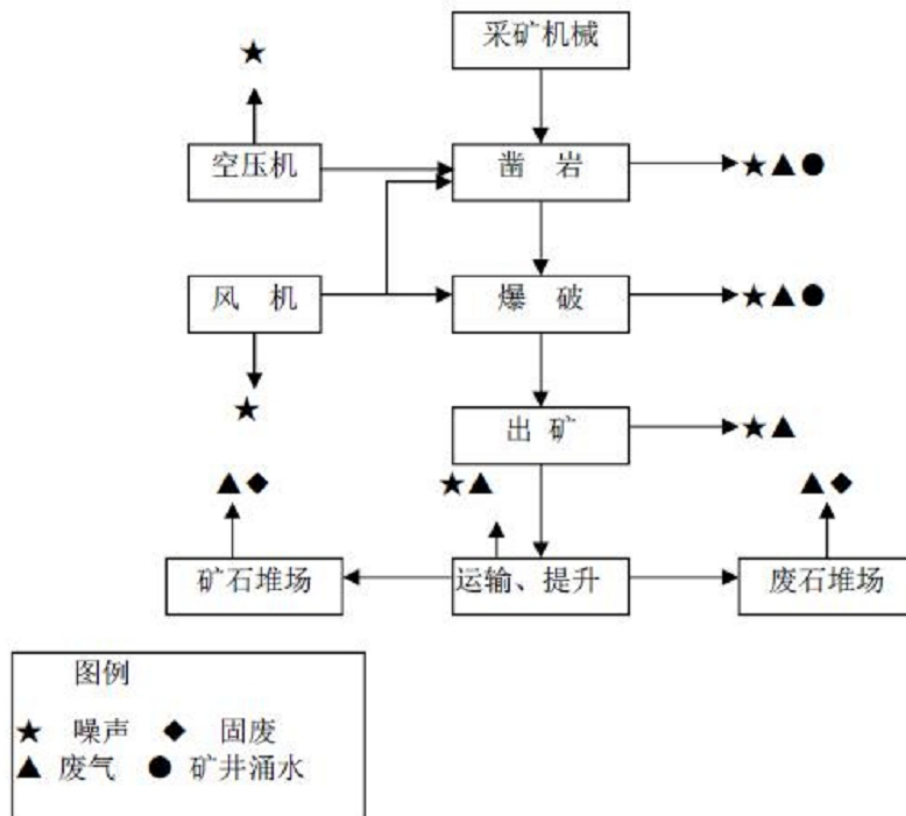 采矿机械
空压机
凿 岩
风 机
爆 破
出 矿
矿石堆场
运输、提升
废石堆场
图例
★ 噪声 ◆ 固废
▲ 废气 ● 矿井涌水